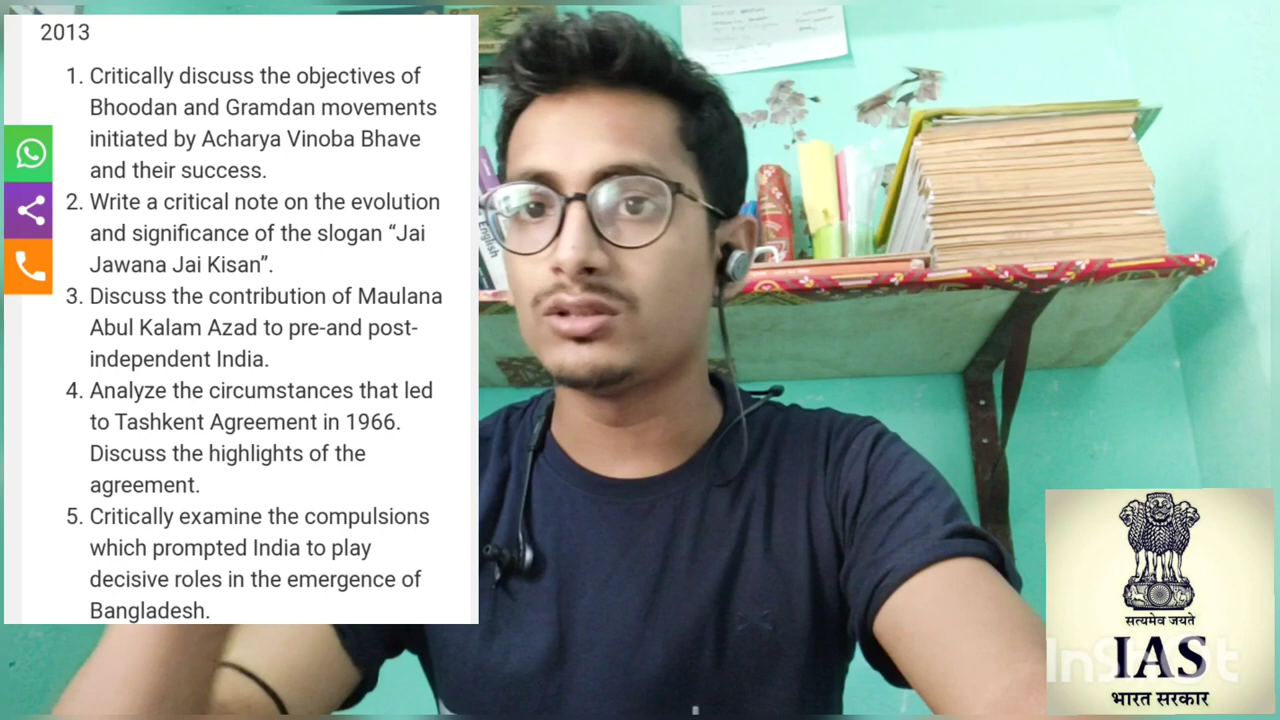 2013
1. Critically discuss the objectives of
Bhoodan and Gramdan movements
initiated by Acharya Vinoba Bhave
and their success.
2. Write a critical note on the evolution
and significance of the slogan “Jai
Jawana Jai Kisan”.
3. Discuss the contribution of Maulana
Abul Kalam Azad to pre-and post-
independent India.
4. Analyze the circumstances that led
to Tashkent Agreement in 1966.
Discuss the highlights of the
agreement.
5. Critically examine the compulsions
which prompted India to play
decisive roles in the emergence of
Bangladesh.
English
सत्यमेव जयते
IAS
InShot
भारत सरकार